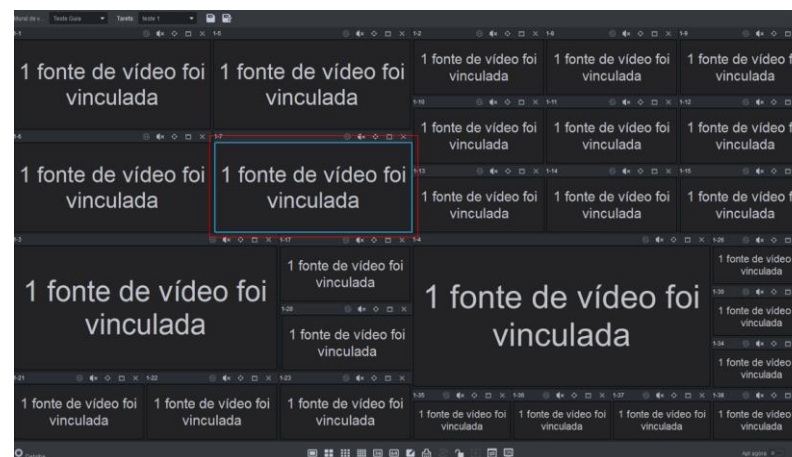 Mural de v... Teste Guia Tarefa teste 1
1-1 1-5 1-2 1-8 1-9
1 fonte de vídeo foi
vinculada
1 fonte de vídeo foi
vinculada
1 fonte de vídeo foi
vinculada
1 fonte de vídeo foi
vinculada
1 fonte de vídeo f
vinculada
1-10 1-11 1-12
1 fonte de vídeo foi
vinculada
1 fonte de vídeo foi
vinculada
1 fonte de vídeo f
vinculada
1-6 1-7
1 fonte de vídeo foi
vinculada
1 fonte de vídeo foi
vinculada
1-13 1-14 1-15
1 fonte de vídeo foi
vinculada
1 fonte de vídeo foi
vinculada
1 fonte de vídeo f
vinculada
1-3 1-17 1-4
1 fonte de vídeo foi
vinculada
1 fonte de vídeo foi
vinculada
1 fonte de vídeo foi
vinculada
1 fonte de vídeo
vinculada
1 fonte de vídeo foi
vinculada
1 fonte de vídeo
vinculada
1-34
1 fonte de vídeo
vinculada
1-21 1-22 1-23
1 fonte de vídeo foi
vinculada
1 fonte de vídeo foi
vinculada
1 fonte de vídeo foi
vinculada
1-35 1-36 1-37 1-38
1 fonte de vídeo foi
vinculada
1 fonte de vídeo foi
vinculada
1 fonte de vídeo foi
vinculada
1 fonte de vídeo
vinculada